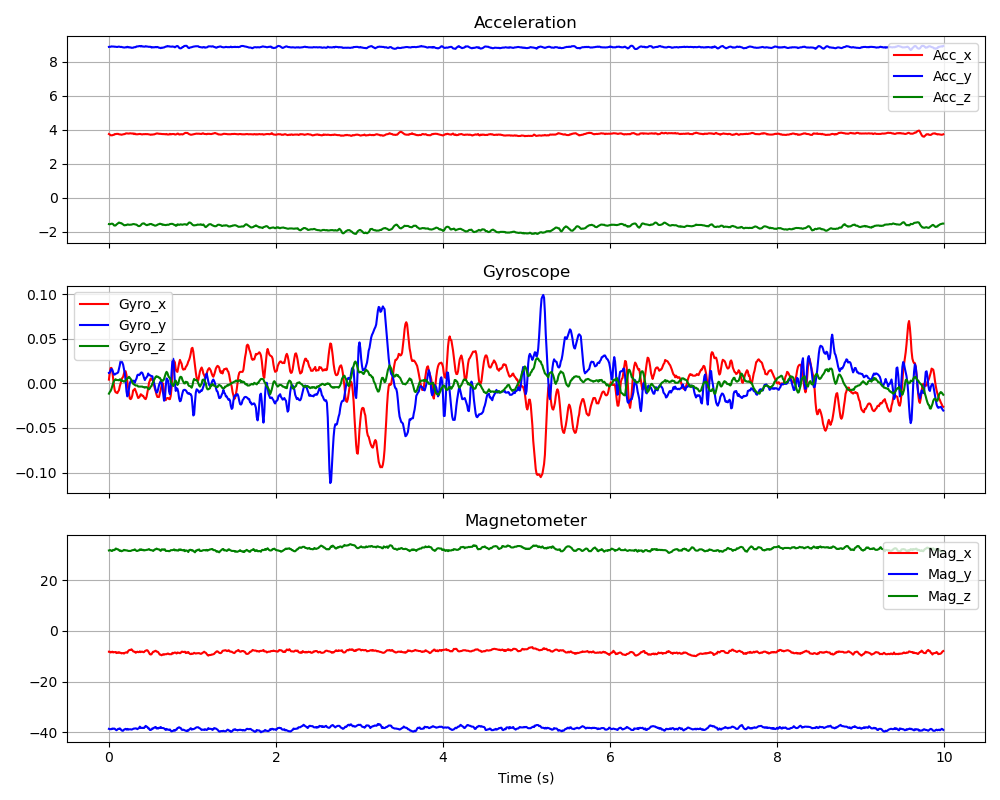 Acceleration
8
6
4
2
0
−2
Acc_x
Acc_y
Acc_z
Gyroscope
0.10
0.05
0.00
−0.05
−0.10
Gyro_x
Gyro_y
Gyro_z
Magnetometer
20
0
−20
−40
Mag_x
Mag_y
Mag_z
0 2 4 6 8 10
Time (s)